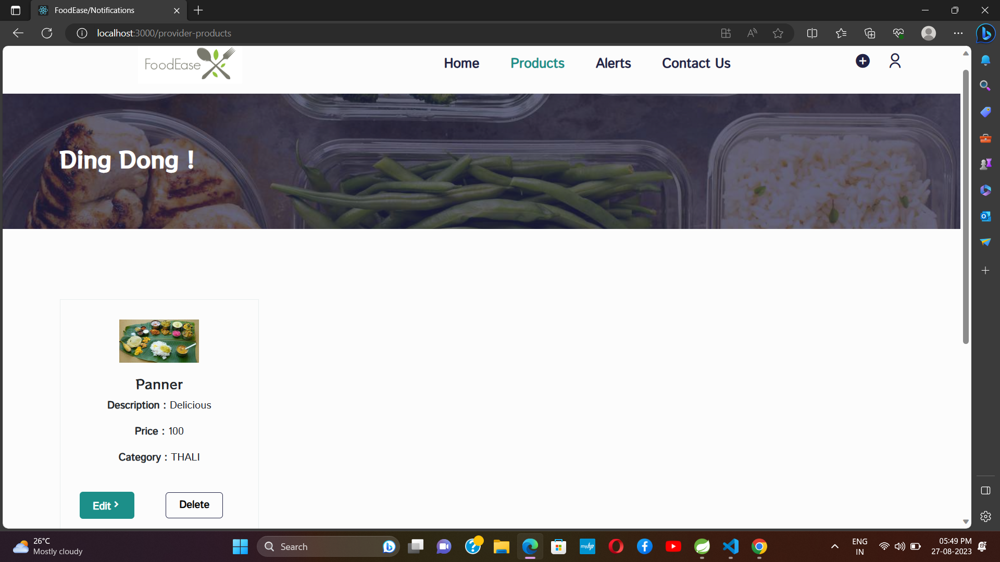 FoodEase/Notifications
localhost:3000/provider-products
FoodEase
Home Products Alerts Contact Us
Ding Dong !
Panner
Description : Delicious
Price : 100
Category : THALI
Edit >
Delete
26°C
Mostly cloudy
Search
myhp
ENG
IN
05:49 PM
27-08-2023